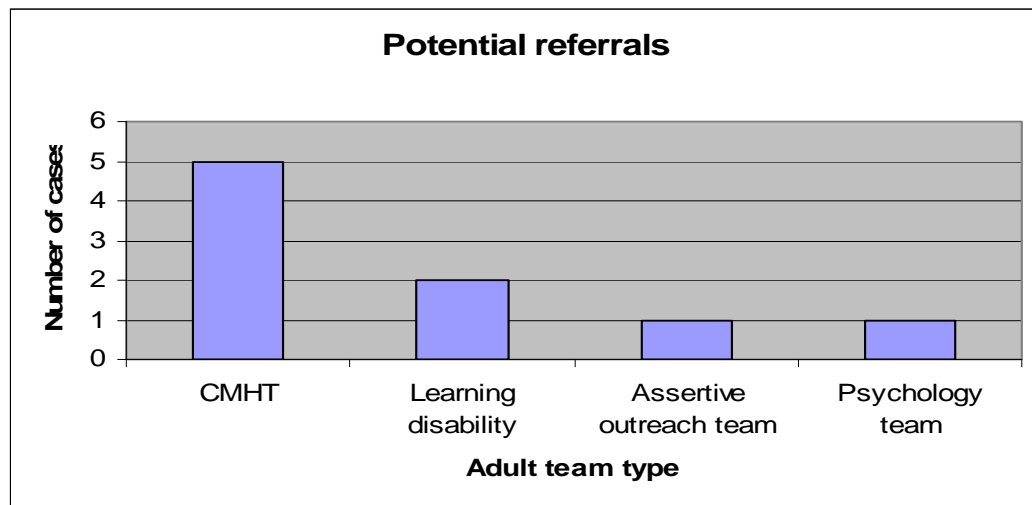 Potential referrals
Number of cases
6
5
4
3
2
1
0
CMHT
Learning
disability
Assertive
outreach team
Psychology
team
Adult team type